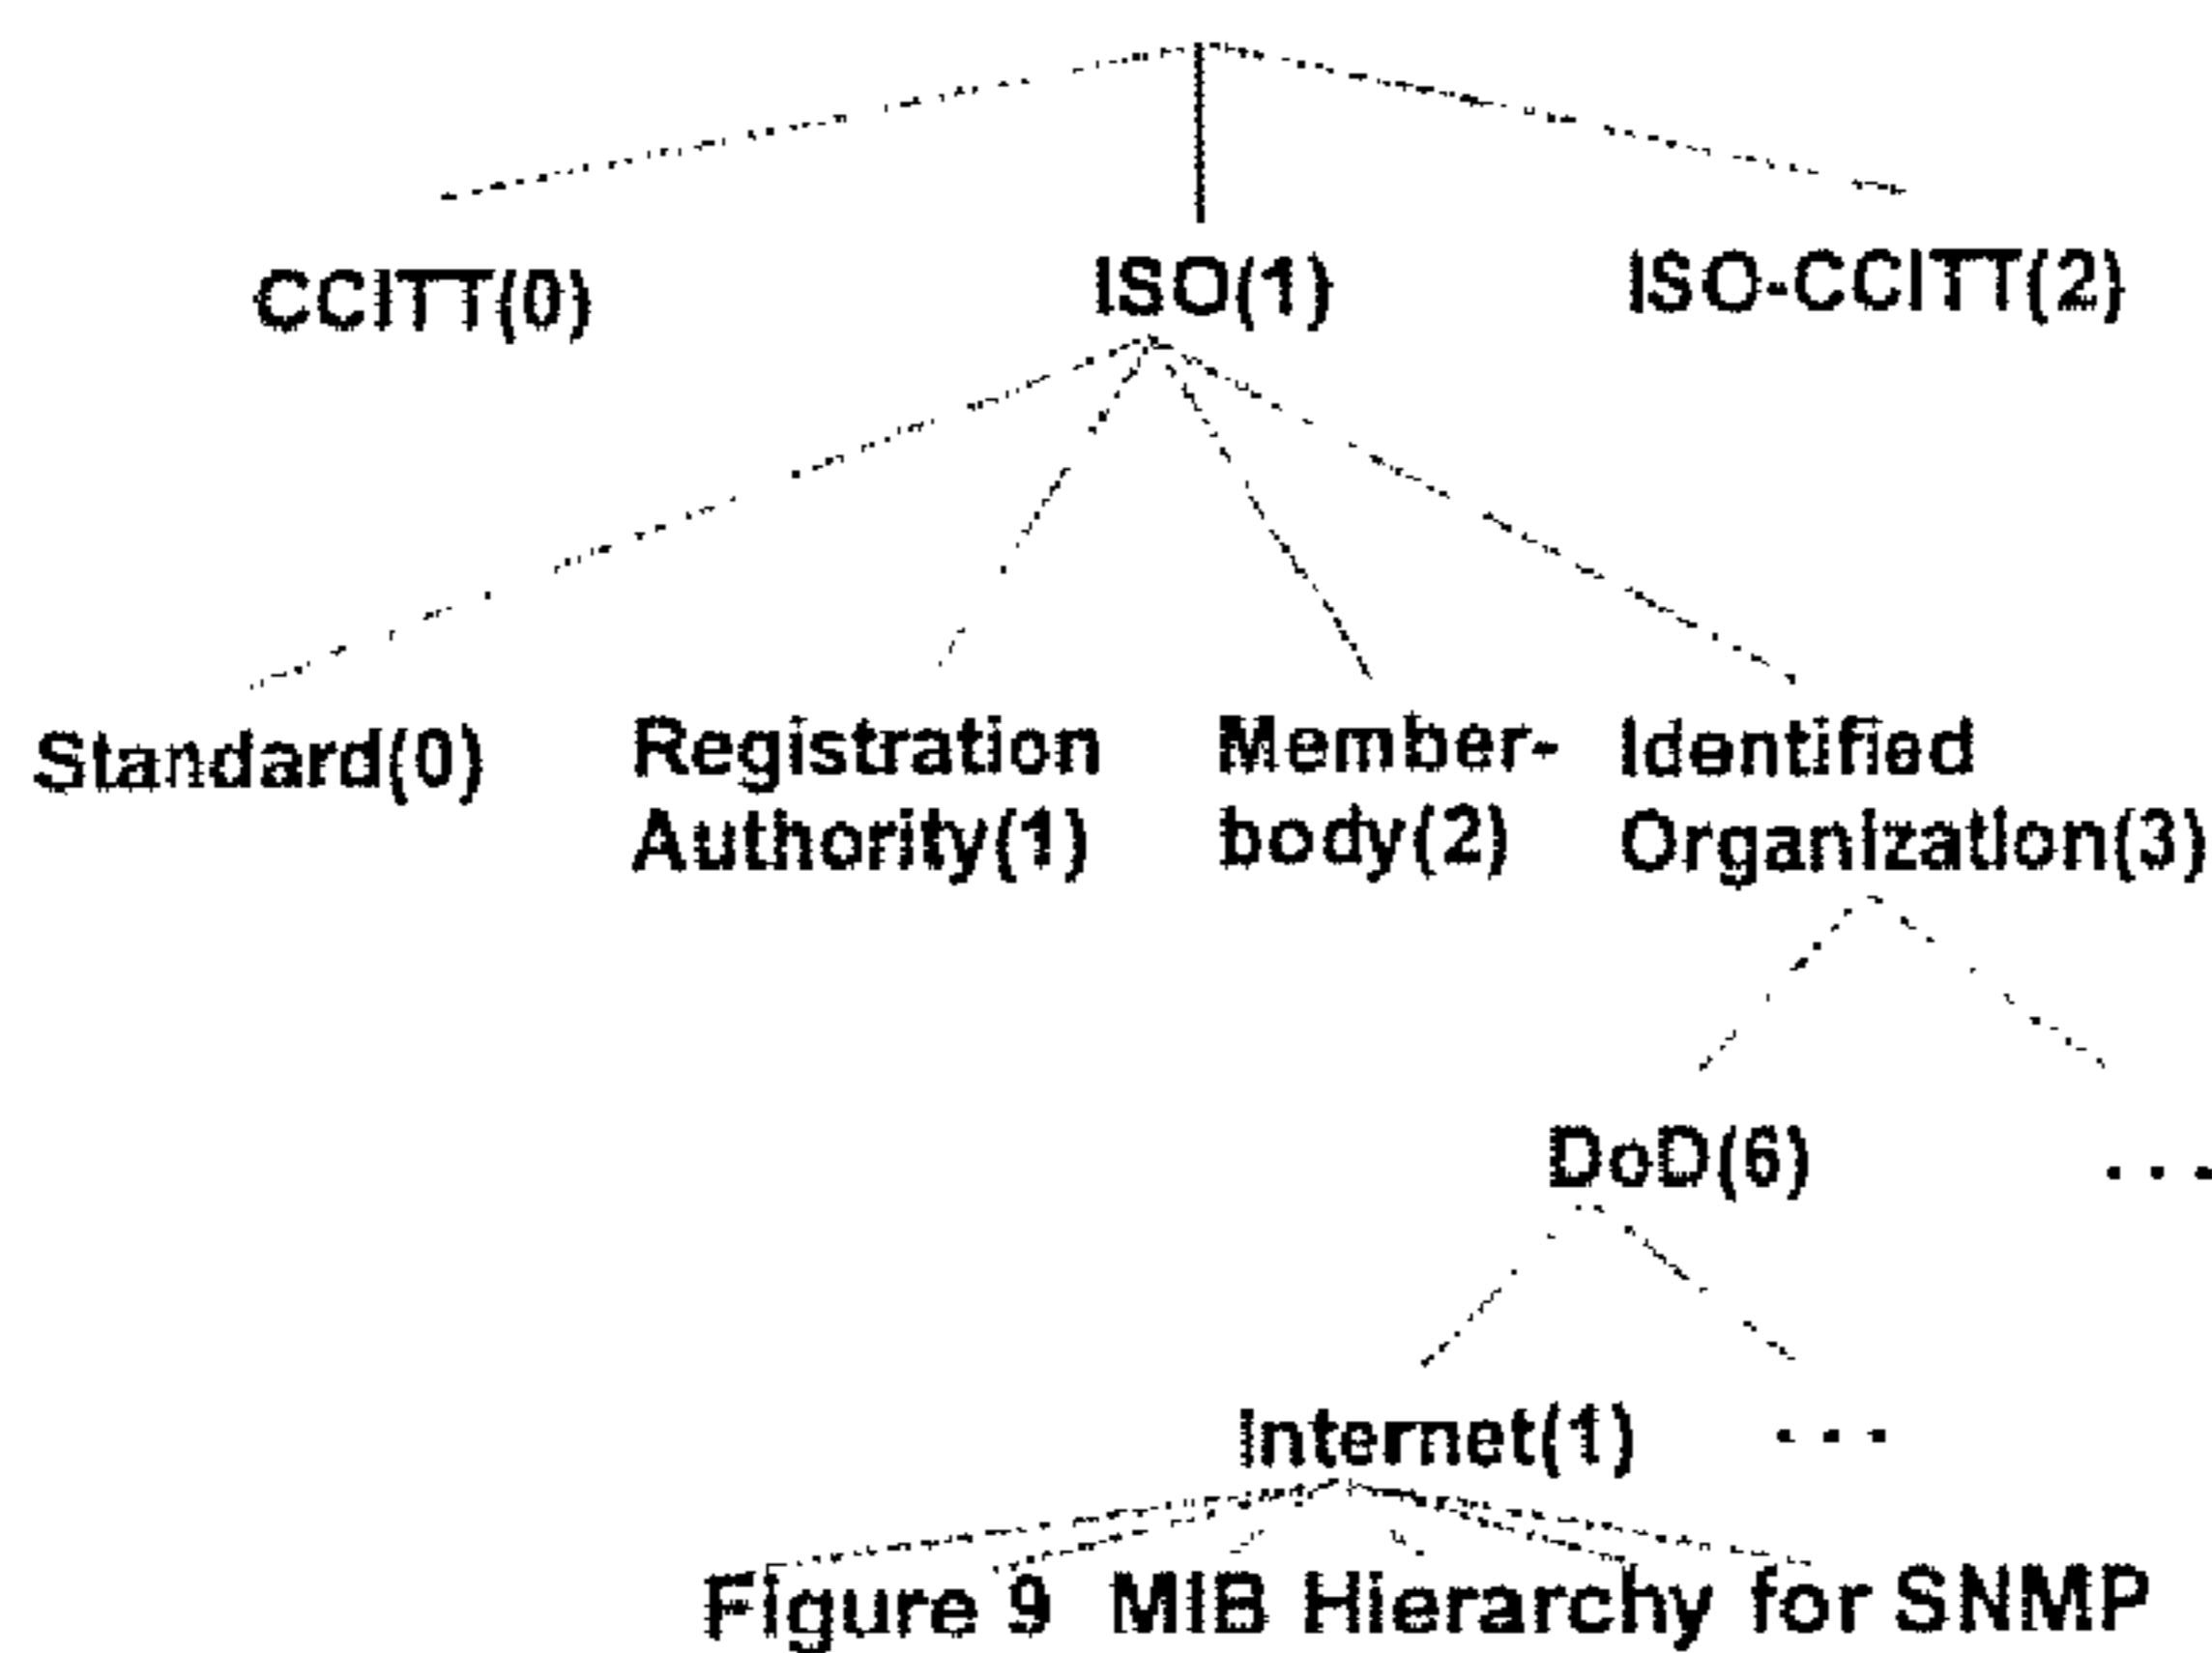 CCITT(0) ISO(1) ISO-CCITT(2)
Standard(0) Registration Member- Identified
Authority(1) body(2) Organization(3)
DoD(6) ...
Internet(1) ...
Figure 9 MIB Hierarchy for SNMP